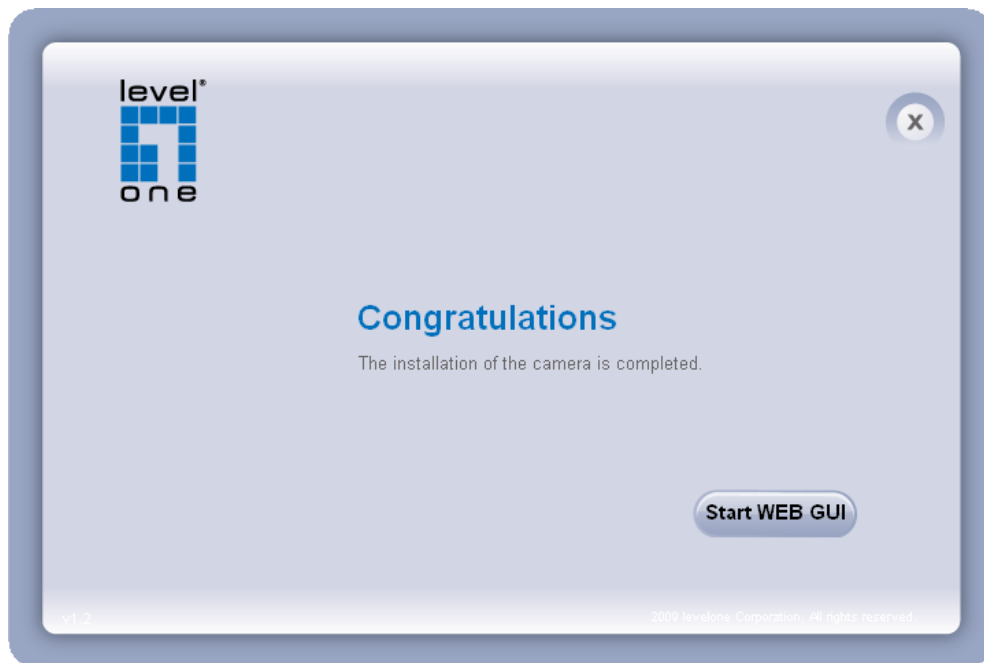 level®
one
X
Congratulations
The installation of the camera is completed.
Start WEB GUI
v1.2
2009 levelone Corporation. All rights reserved.